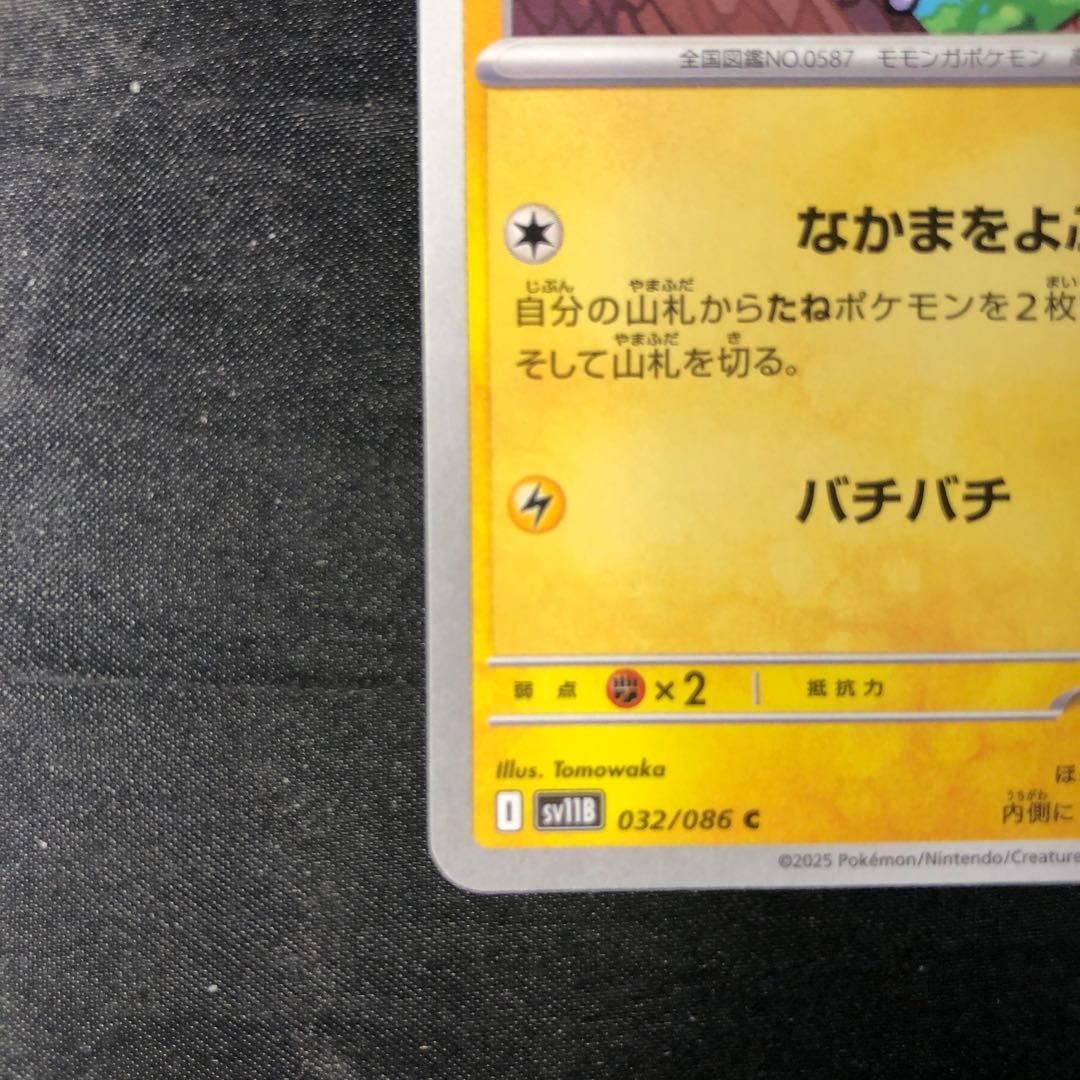 全国図鑑NO.0587 モモンガポケモン
なかまをよ
じぶん やまふだ まい
自分の山札からたねポケモンを2枚
やまふだ き
そして山札を切る。
バチバチ
弱点 ×2 抵抗力
Illus. Tomowaka
ほ
うちがわ
内側に
I sv11B 032/086 C
©2025 Pokémon/Nintendo/Creature